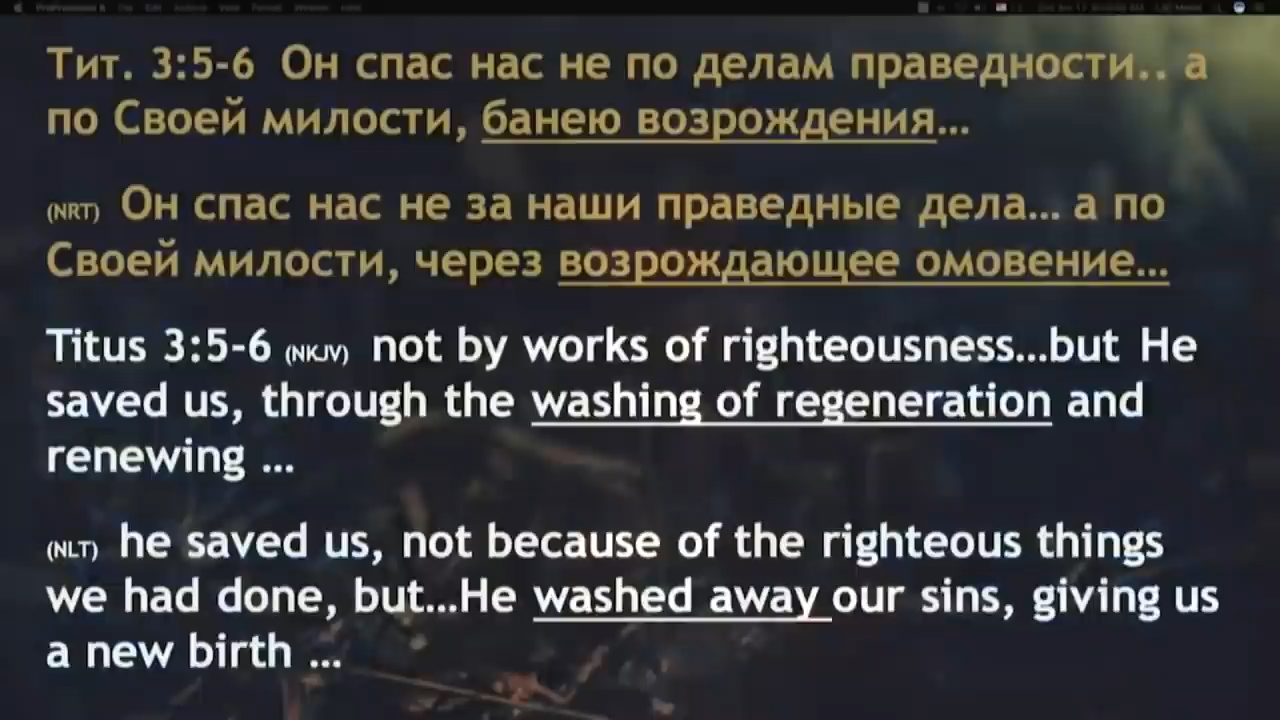 Тит. 3:5-6 Он спас нас не по делам праведности.. а
по Своей милости, банею возрождения...
(NRT) Он спас нас не за наши праведные дела... а по
Своей милости, через возрождающее омовение...
Titus 3:5-6 (NKJV) not by works of righteousness...but He
saved us, through the washing of regeneration and
renewing ...
(NLT) he saved us, not because of the righteous things
we had done, but...He washed away our sins, giving us
a new birth ...